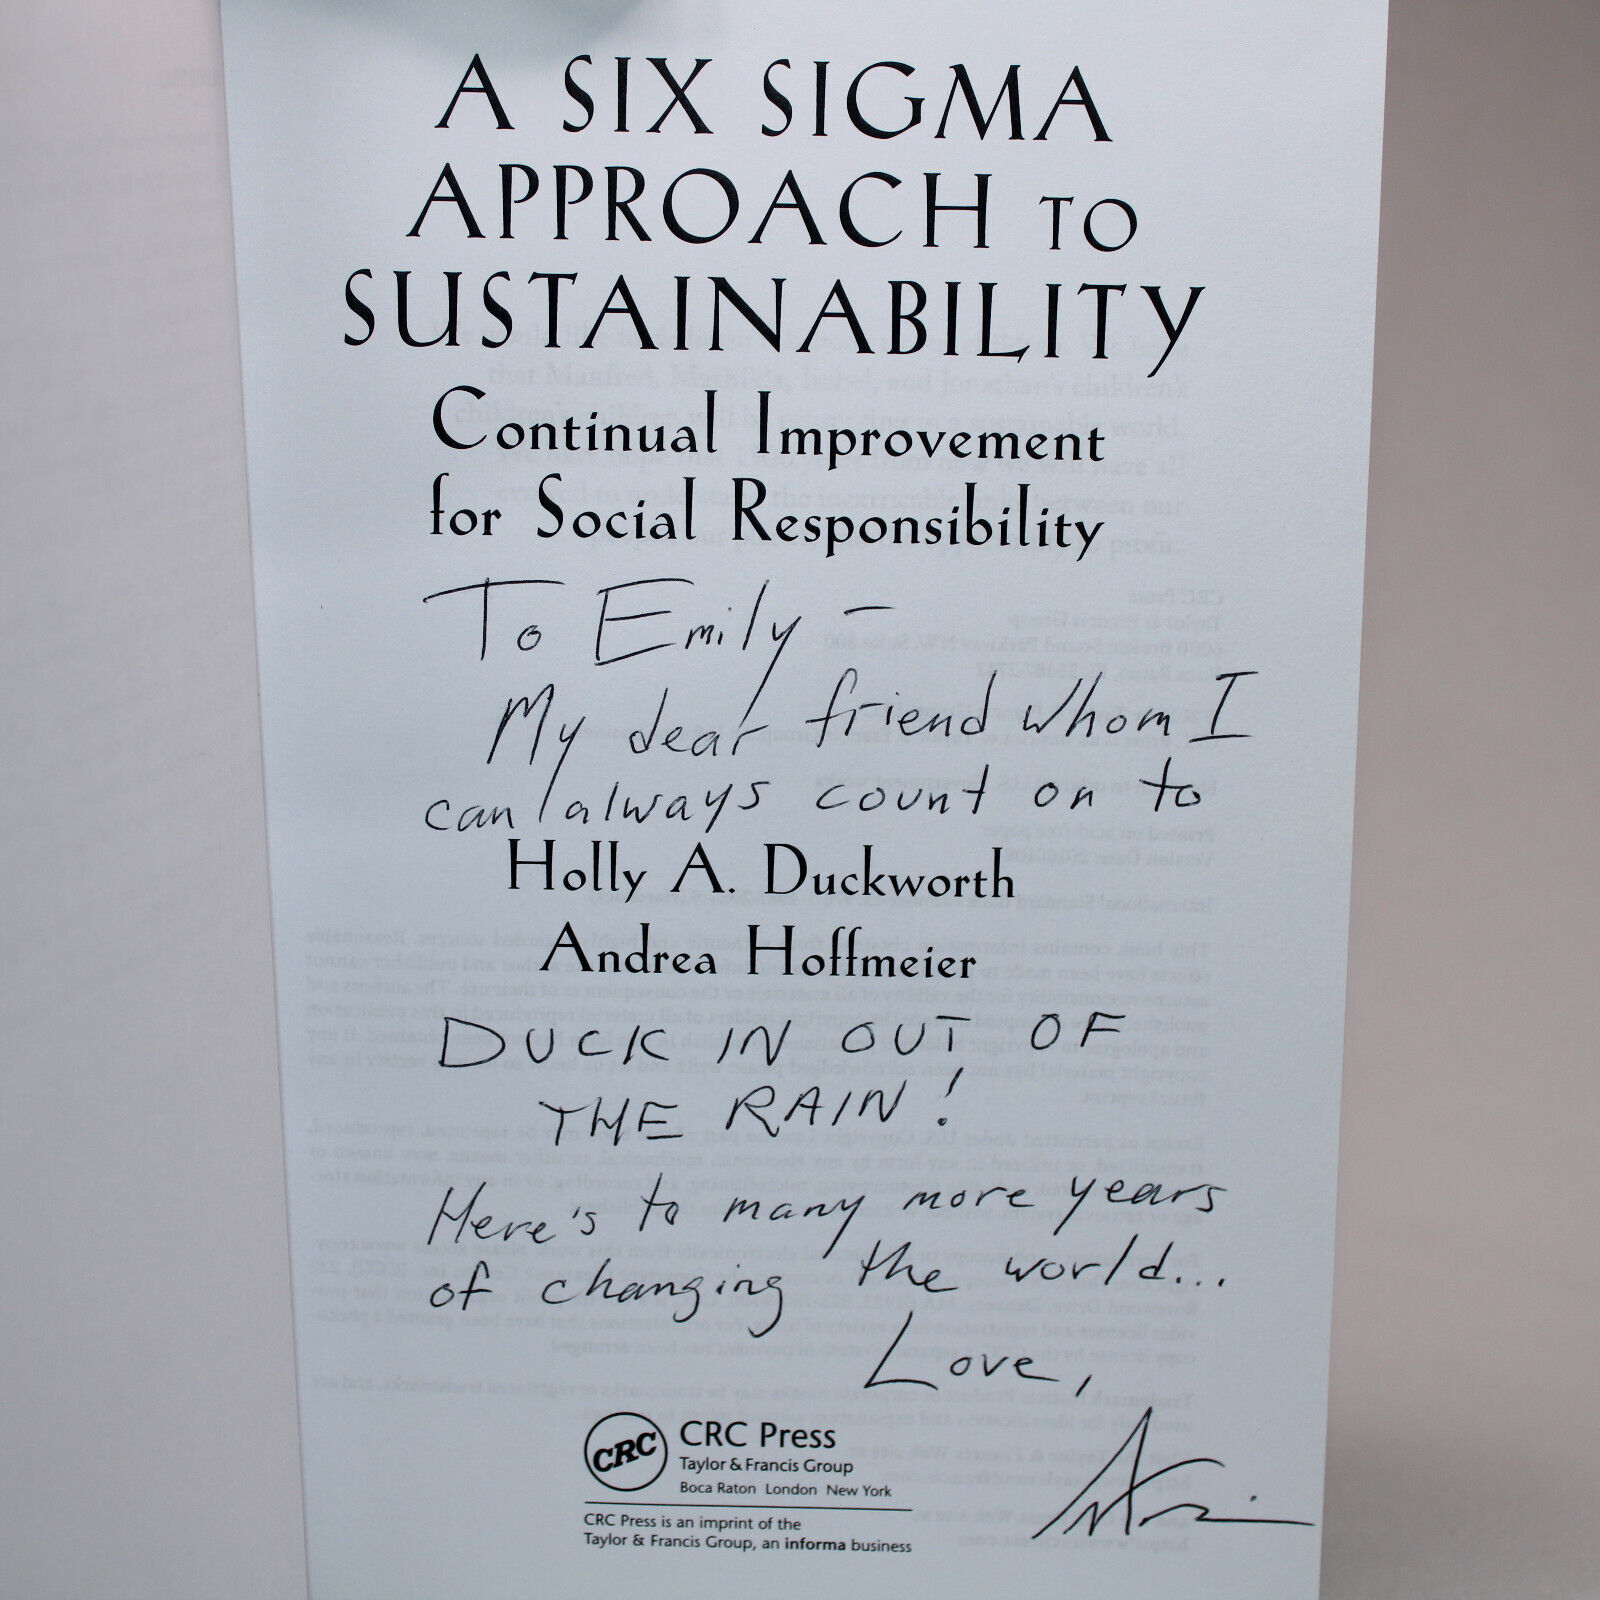 A SIX SIGMA
APPROACH TO
SUSTAINABILITY
Continual Improvement
for Social Responsibility
To Emily –
My dear friend whom I
can always count on to
Holly A. Duckworth
Andrea Hoffmeier
DUCK IN OUT OF
THE RAIN!
Here's to many more years
of changing the world...
Love,
CRC
CRC Press
Taylor & Francis Group
Boca Raton London New York
CRC Press is an imprint of the
Taylor & Francis Group, an informa business